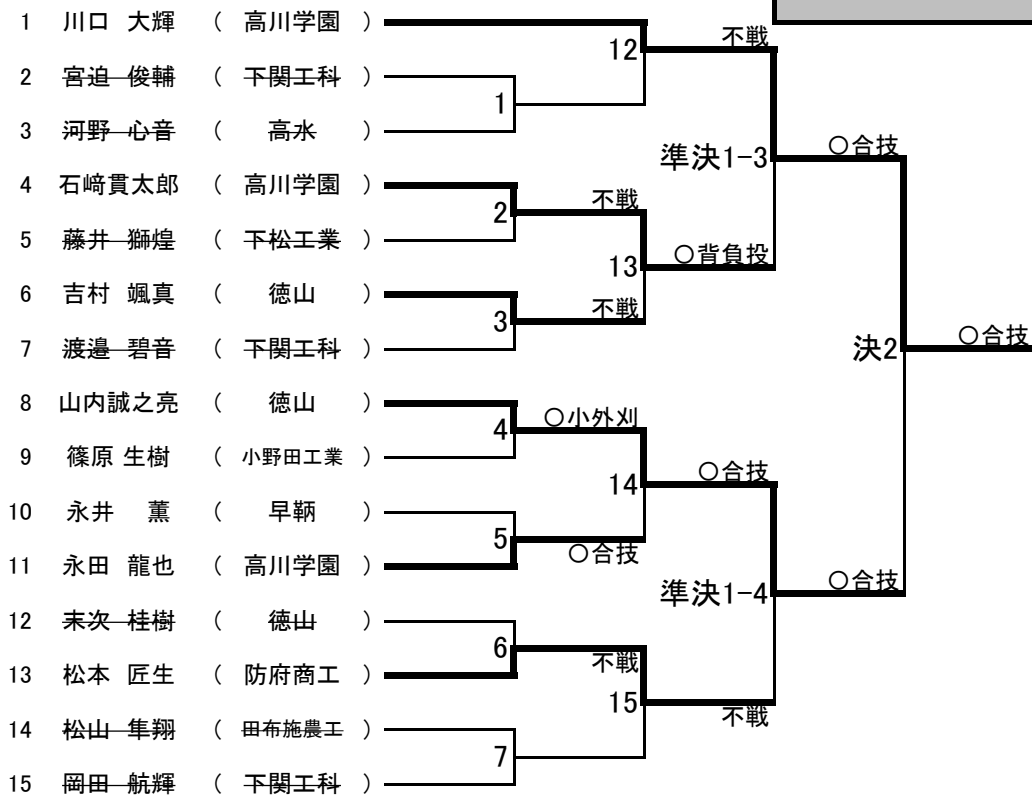 1 川口 大輝 ( 高川学園 )
12 不戦
2 宮迫 俊輔 ( 下関工科 )
1
3 河野 心音 ( 高水 )
準決1-3 〇合技
4 石﨑貫太郎 ( 高川学園 )
2 不戦
5 藤井 獅煌 ( 下松工業 )
13 〇背負投
6 吉村 颯真 ( 徳山 )
3 不戦
7 渡邉 碧音 ( 下関工科 )
決2 〇合技
8 山内誠之亮 ( 徳山 )
4 〇小外刈
9 篠原 生樹 ( 小野田工業 )
14 〇合技
10 永井 薫 ( 早鞆 )
5 〇合技
11 永田 龍也 ( 高川学園 )
準決1-4 〇合技
12 末次 桂樹 ( 徳山 )
6 不戦
13 松本 匠生 ( 防府商工 )
15 不戦
14 松山 隼翔 ( 田布施農工 )
7
15 岡田 航輝 ( 下関工科 )